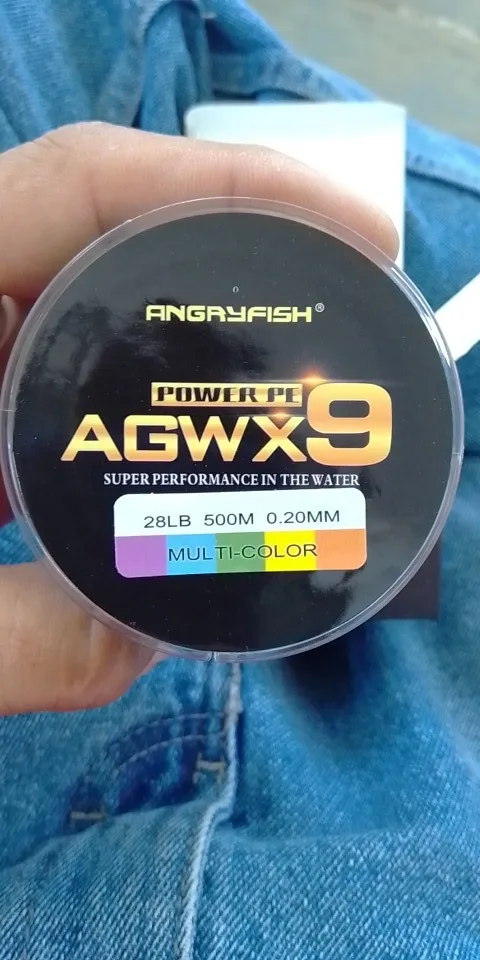 ANGRYFISH®
POWER PE
AGWX9
SUPER PERFORMANCE IN THE WATER
28LB 500M 0.20MM
MULTI-COLOR